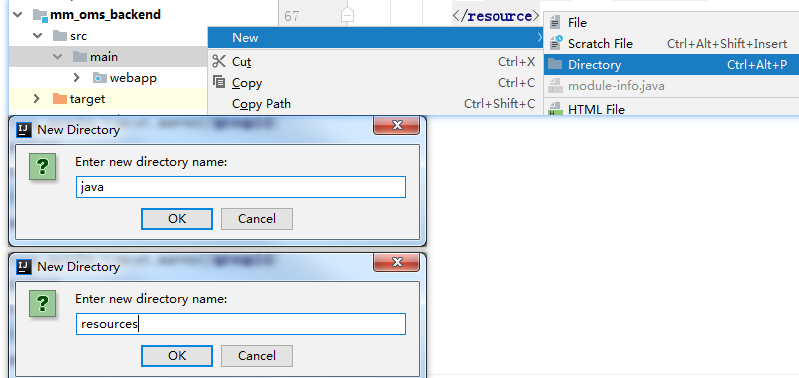 mm_oms_backend
67
</resource>
src
New
File
main
Cut
Ctrl+X
Scratch File
Ctrl+Alt+Shift+Insert
webapp
Copy
Ctrl+C
Directory
Ctrl+Alt+P
target
Copy Path
Ctrl+Shift+C
module-info.java
HTML File
New Directory
Enter new directory name:
java
OK
Cancel
New Directory
Enter new directory name:
resources
OK
Cancel